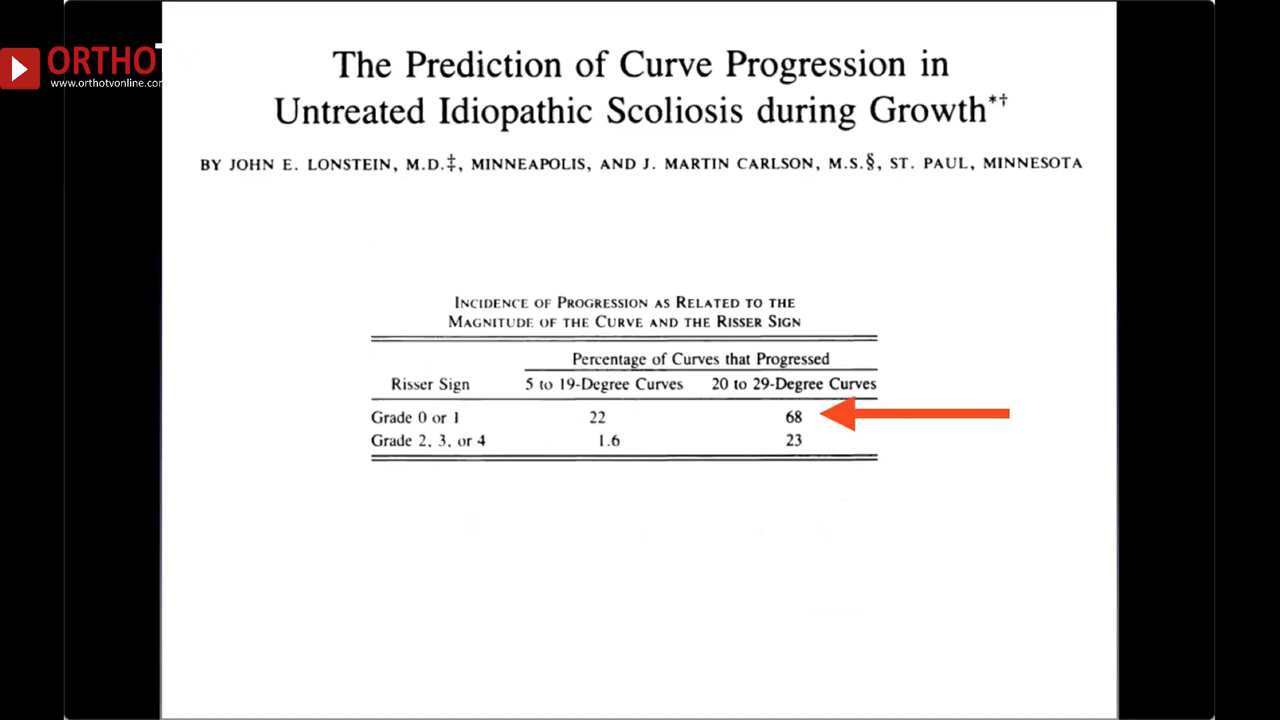 ORTHOT
www.orthotvonline.com
The Prediction of Curve Progression in
Untreated Idiopathic Scoliosis during Growth*†
BY JOHN E. LONSTEIN, M.D.‡, MINNEAPOLIS, AND J. MARTIN CARLSON, M.S.§, ST. PAUL, MINNESOTA
INCIDENCE OF PROGRESSION AS RELATED TO THE
MAGNITUDE OF THE CURVE AND THE RISSER SIGN
Percentage of Curves that Progressed
Risser Sign 5 to 19-Degree Curves 20 to 29-Degree Curves
Grade 0 or 1 22 68
Grade 2, 3, or 4 1.6 23